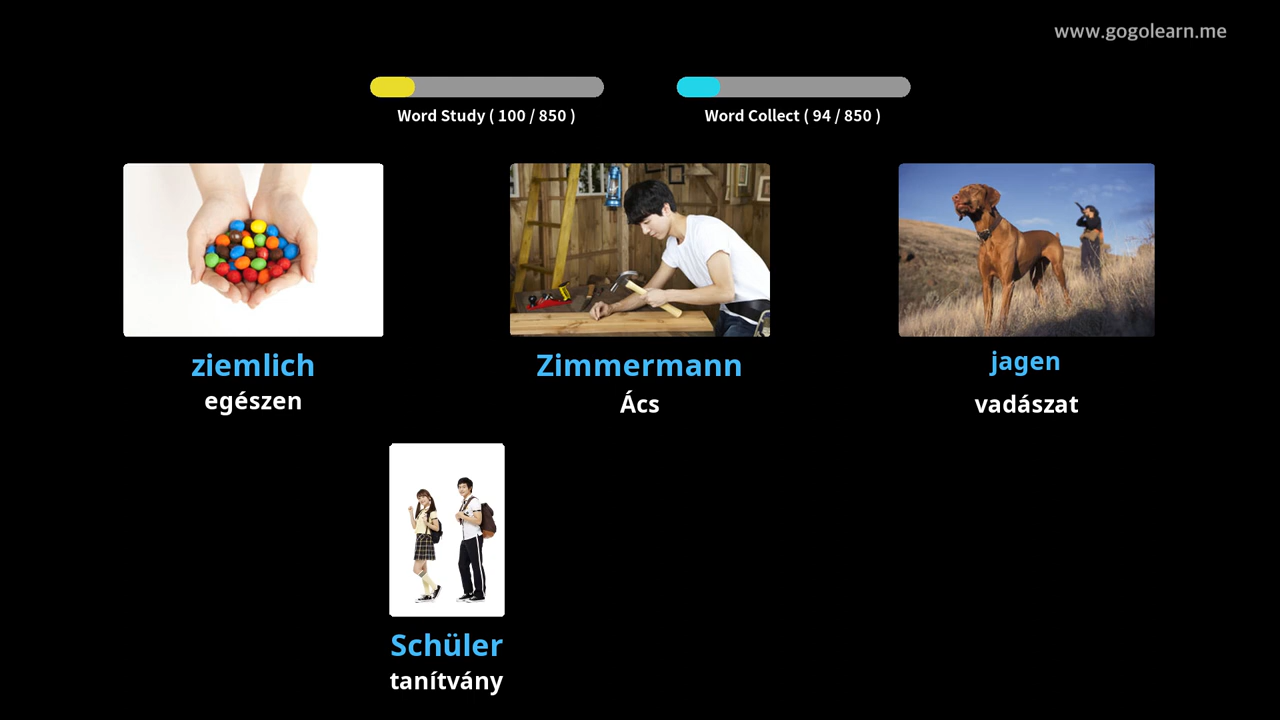 www.gogolearn.me
Word Study ( 100 / 850 )
Word Collect ( 94 / 850 )
ziemlich
egészen
Zimmermann
Ács
jagen
vadászat
Schüler
tanítvány